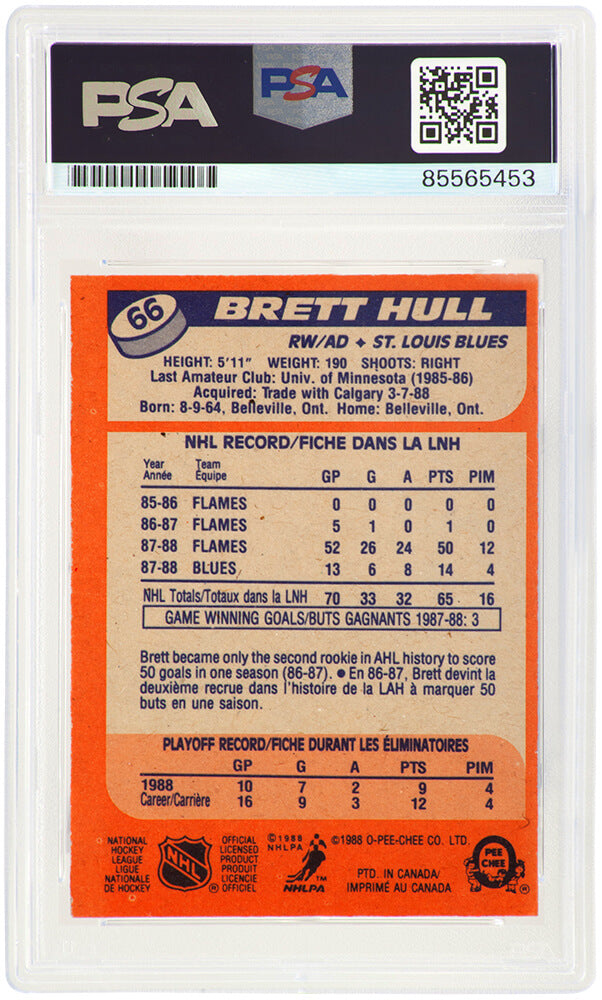 PSA
PSA
85565453
66
BRETT HULL
RW/AD ✦ ST. LOUIS BLUES
HEIGHT: 5'11" WEIGHT: 190 SHOOTS: RIGHT
Last Amateur Club: Univ. of Minnesota (1985-86)
Acquired: Trade with Calgary 3-7-88
Born: 8-9-64, Belleville, Ont. Home: Belleville, Ont.
NHL RECORD/FICHE DANS LA LNH
Year Team
Année Équipe GP G A PTS PIM
85-86 FLAMES 0 0 0 0 0
86-87 FLAMES 5 1 0 1 0
87-88 FLAMES 52 26 24 50 12
87-88 BLUES 13 6 8 14 4
NHL Totals/Totaux dans la LNH 70 33 32 65 16
GAME WINNING GOALS/BUTS GAGNANTS 1987-88: 3
Brett became only the second rookie in AHL history to score
50 goals in one season (86-87). ● En 86-87, Brett devint la
deuxième recrue dans l'histoire de la LAH à marquer 50
buts en une saison.
PLAYOFF RECORD/FICHE DURANT LES ÉLIMINATOIRES
GP G A PTS PIM
1988 10 7 2 9 4
Career/Carrière 16 9 3 12 4
NATIONAL
HOCKEY
LEAGUE
LIGUE
NATIONALE
DE HOCKEY
NHL
®
OFFICIAL
LICENSED
PRODUCT
PRODUIT
LICENCIE
OFFICIEL
©1988
NHLPA
TM
NHLPA
©1988 O-PEE-CHEE CO. LTD.
PTD. IN CANADA/
IMPRIMÉ AU CANADA
PEE
CHEE
®
PSA